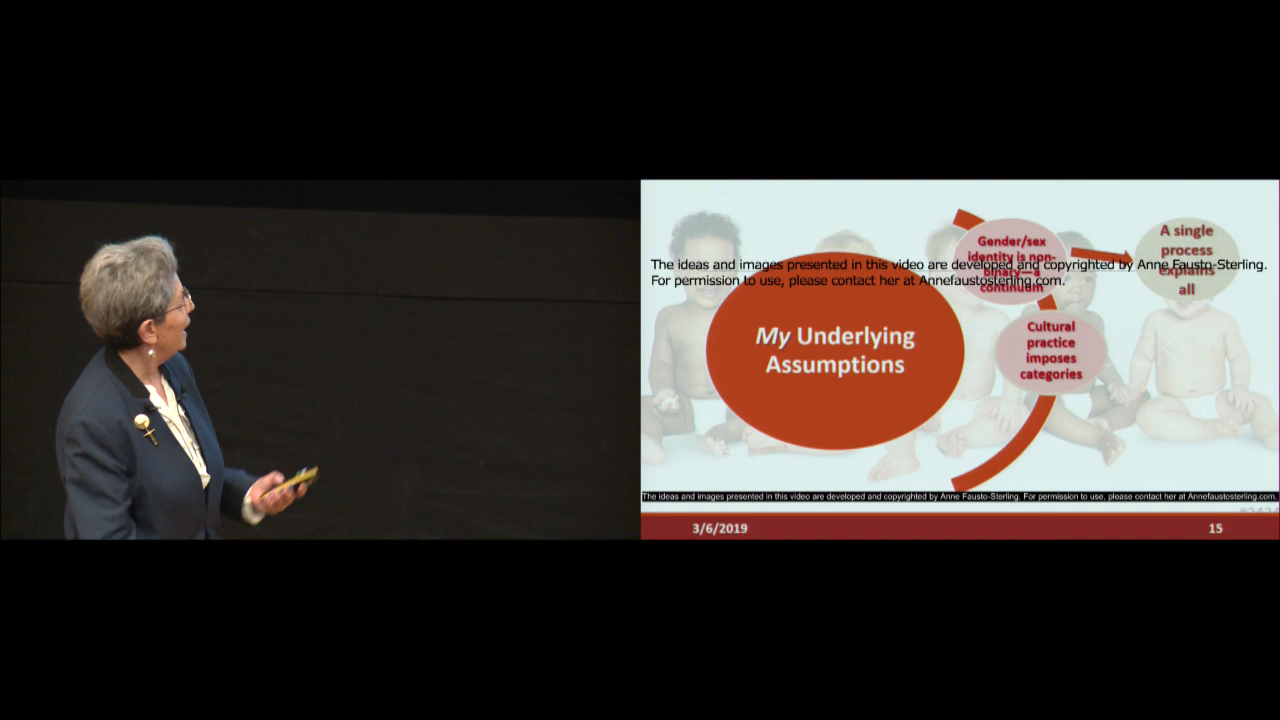 The ideas and images presented in this video are developed and copyrighted by Anne Fausto-Sterling.
For permission to use, please contact her at Annefaustosterling.com.
My Underlying
Assumptions
Gender/sex
identity is non-
binary—a
continuum
Cultural
practice
imposes
categories
A single
process
explains
all
The ideas and images presented in this video are developed and copyrighted by Anne Fausto-Sterling. For permission to use, please contact her at Annefaustosterling.com.
3/6/2019
15